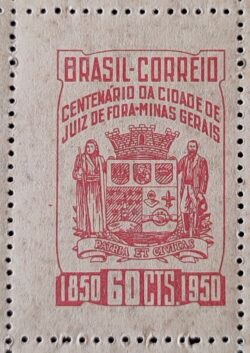 BRASIL-CORREIO
CENTENÁRIO DA CIDADE DE
JUIZ DE FORA-MINAS GERAIS
PATRIA ET CIVITAS
1850 60 CTS. 1950